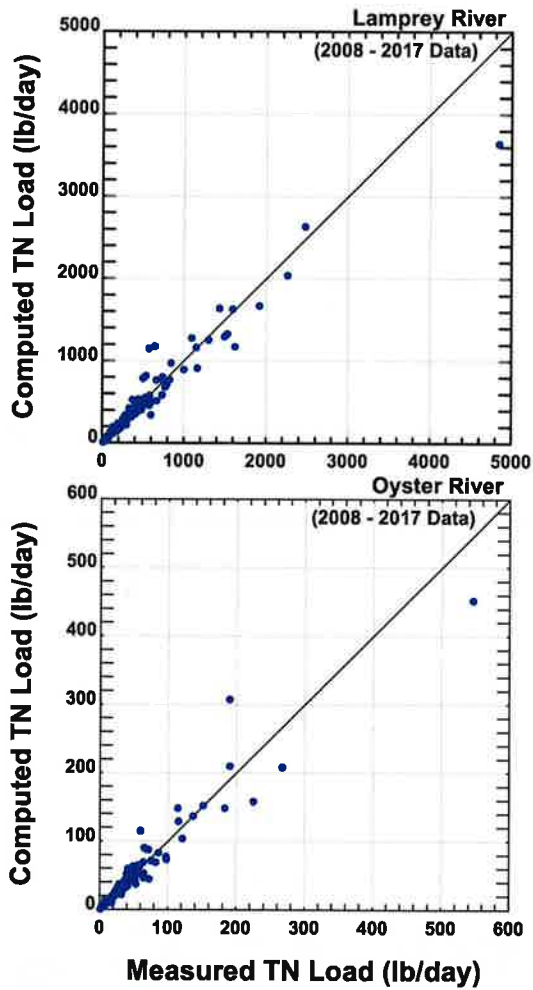 Lamprey River
(2008 - 2017 Data)
Computed TN Load (lb/day)
5000
4000
3000
2000
1000
0
0 1000 2000 3000 4000 5000
Oyster River
(2008 - 2017 Data)
Computed TN Load (lb/day)
600
500
400
300
200
100
0
0 100 200 300 400 500 600
Measured TN Load (lb/day)